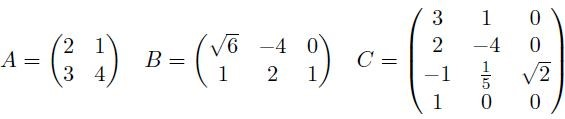 A = (2 1
3 4) B = (√6 −4 0
1 2 1) C = (3 1 0
2 −4 0
−1 1/5 √2
1 0 0)